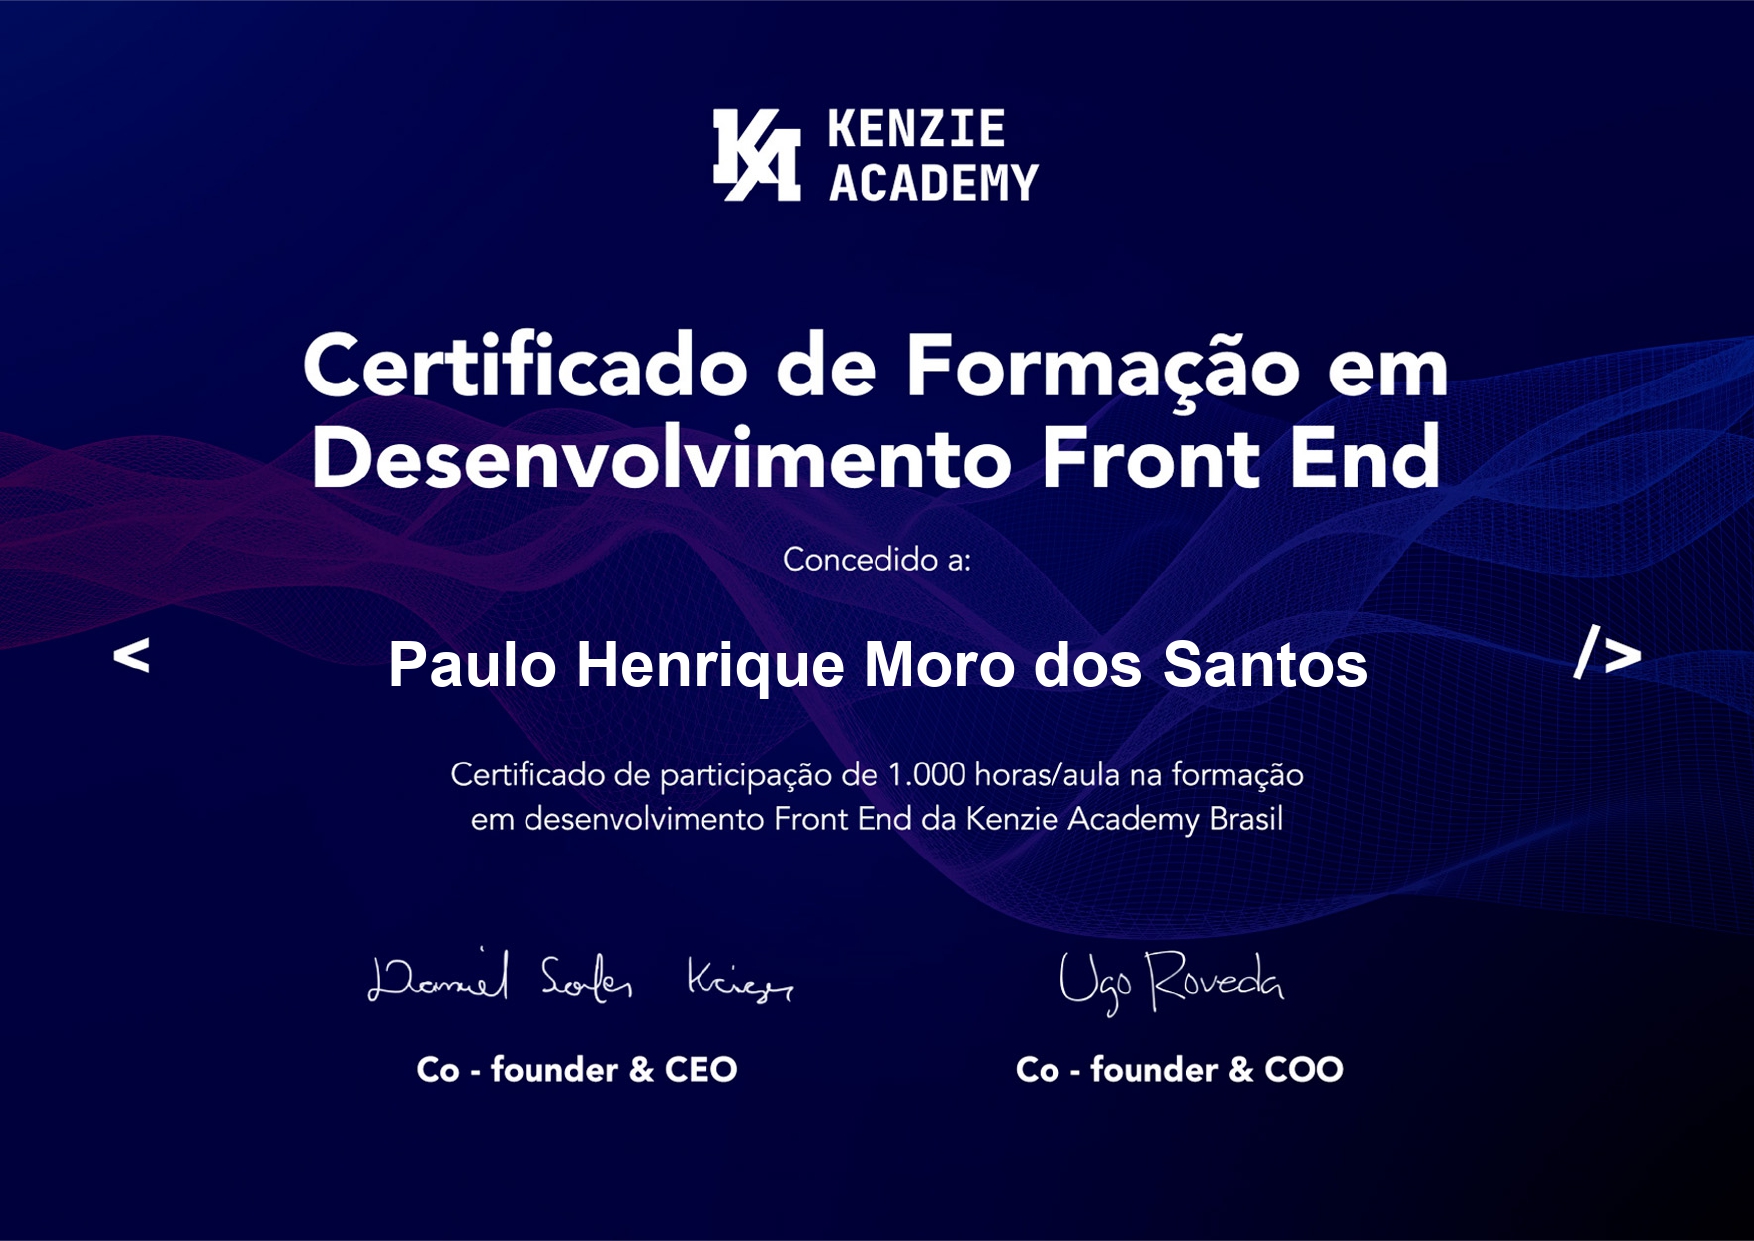 KENZIE
ACADEMY
Certificado de Formação em
Desenvolvimento Front End
Concedido a:
< Paulo Henrique Moro dos Santos />
Certificado de participação de 1.000 horas/aula na formação
em desenvolvimento Front End da Kenzie Academy Brasil
Daniel Ugo Roveda
Co - founder & CEO Co - founder & COO